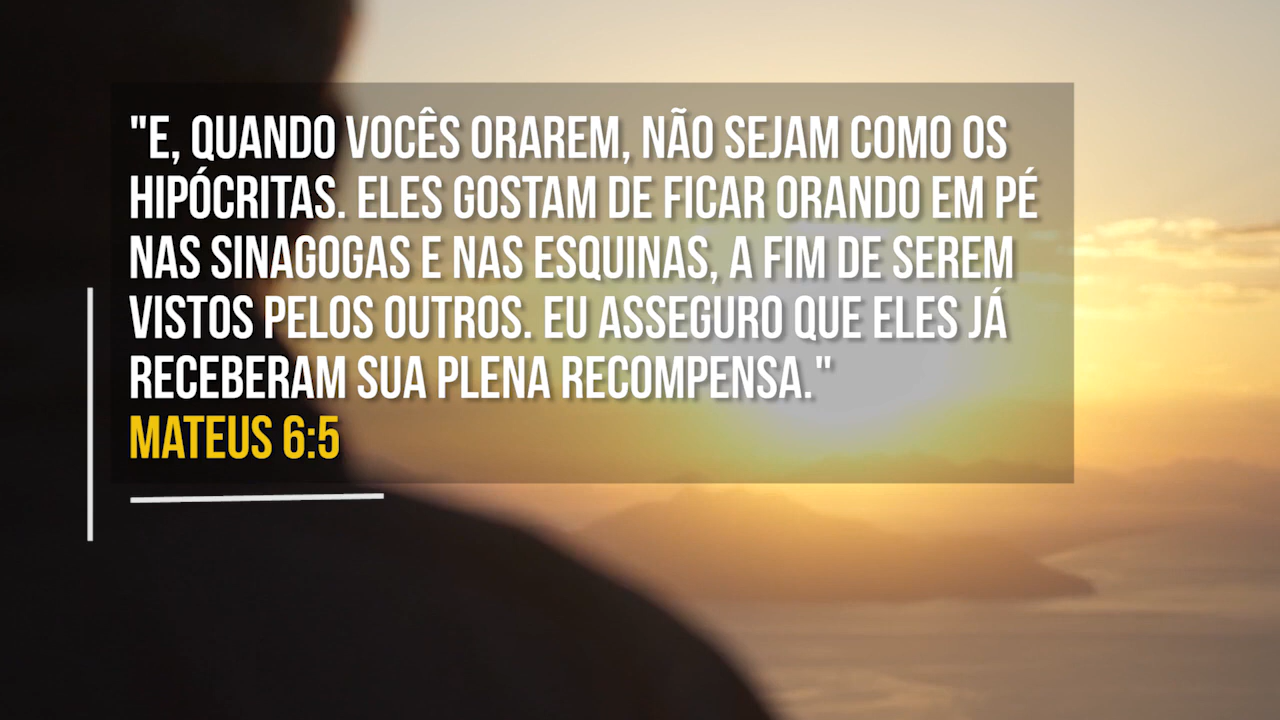 "E, QUANDO VOCÊS ORAREM, NÃO SEJAM COMO OS
HIPÓCRITAS. ELES GOSTAM DE FICAR ORANDO EM PÉ
NAS SINAGOGAS E NAS ESQUINAS, A FIM DE SEREM
VISTOS PELOS OUTROS. EU ASSEGURO QUE ELES JÁ
RECEBERAM SUA PLENA RECOMPENSA."
MATEUS 6:5